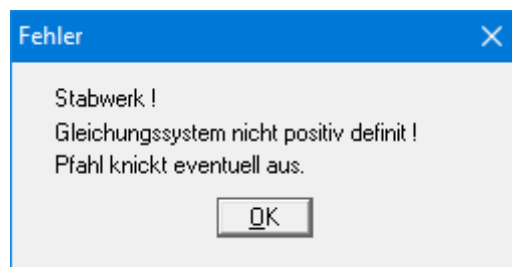 Fehler
Stabwerk !
Gleichungssystem nicht positiv definit !
Pfahl knickt eventuell aus.
OK